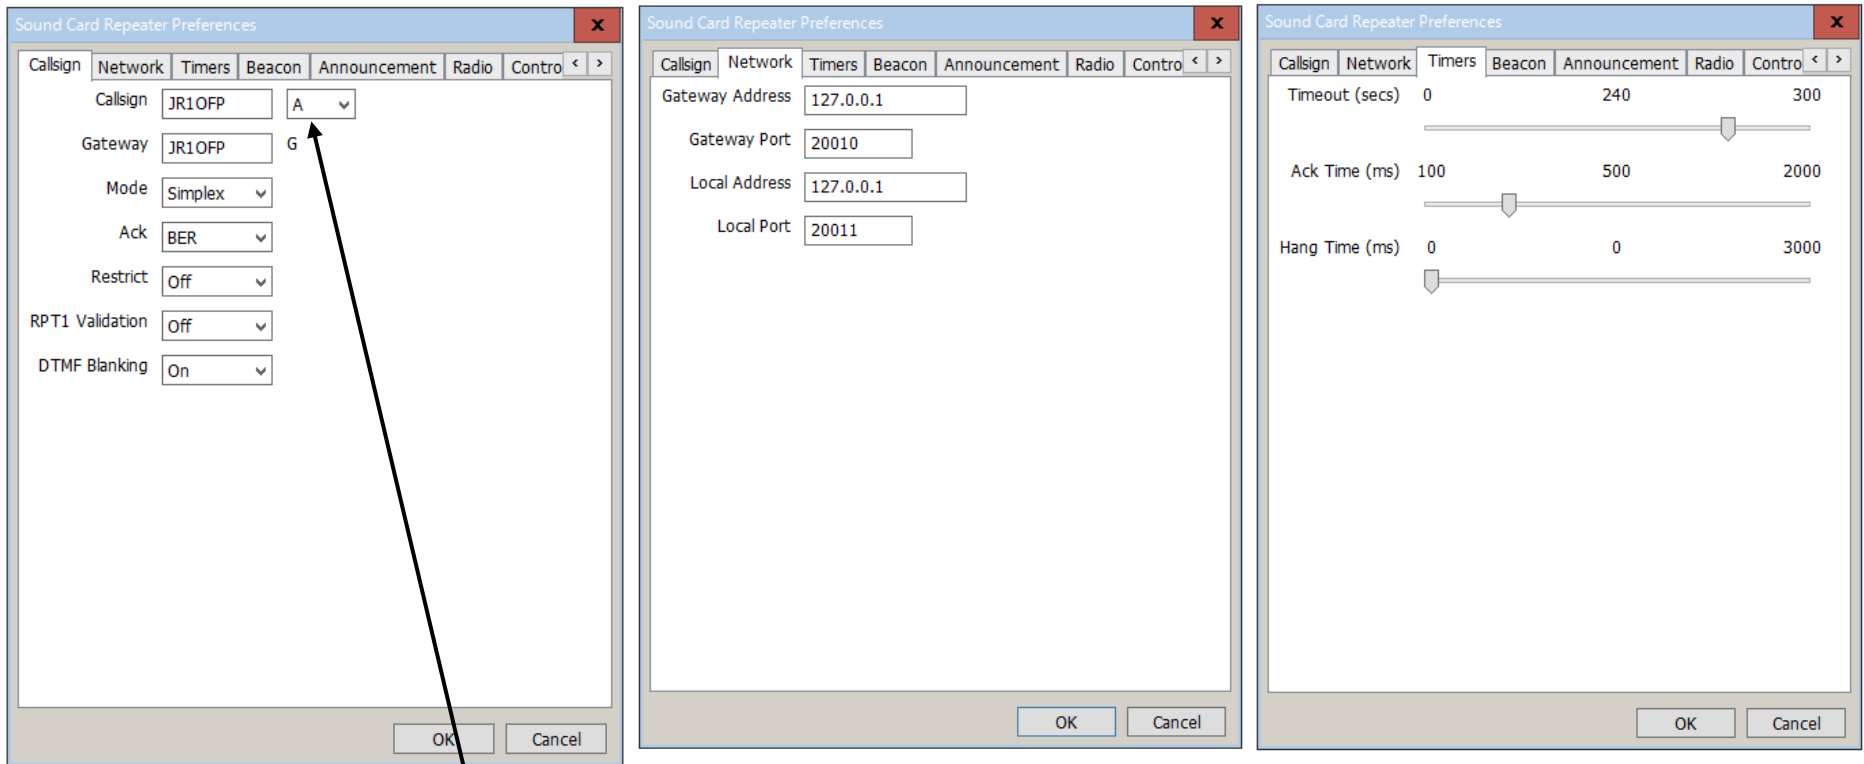 Sound Card Repeater Preferences x
Callsign Network Timers Beacon Announcement Radio Contro < >
Callsign JR1OFP A
Gateway JR1OFP G
Mode Simplex
Ack BER
Restrict Off
RPT1 Validation Off
DTMF Blanking On
OK Cancel
Sound Card Repeater Preferences x
Callsign Network Timers Beacon Announcement Radio Contro < >
Gateway Address 127.0.0.1
Gateway Port 20010
Local Address 127.0.0.1
Local Port 20011
OK Cancel
Sound Card Repeater Preferences x
Callsign Network Timers Beacon Announcement Radio Contro < >
Timeout (secs) 0 240 300
Ack Time (ms) 100 500 2000
Hang Time (ms) 0 0 3000
OK Cancel